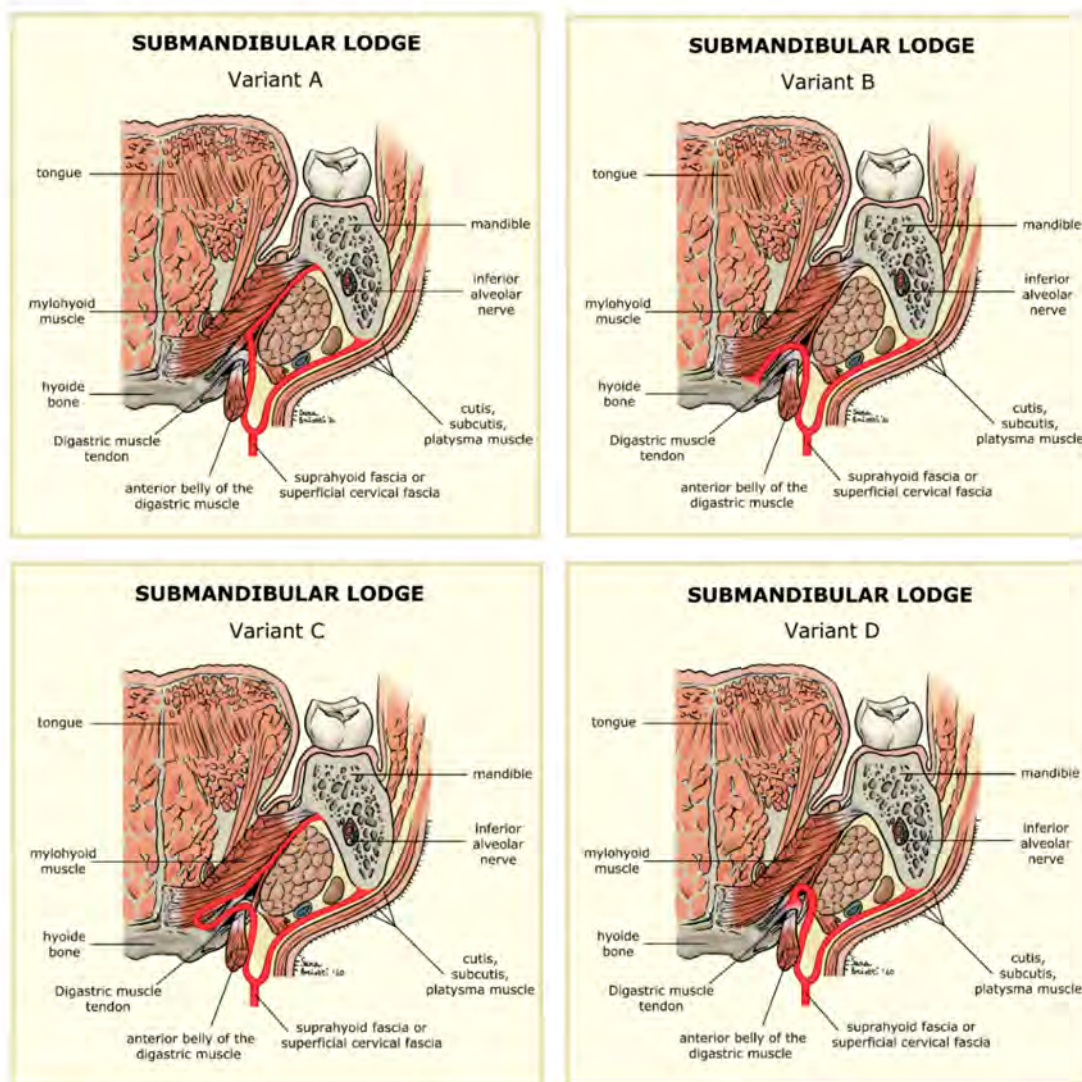 SUBMANDIBULAR LODGE
Variant A
tongue
mandible
mylohyoid
muscle
inferior
alveolar
nerve
hyoide
bone
Digastric muscle
tendon
cutis,
subcutis,
platysma muscle
anterior belly of the
digastric muscle
suprahyoid fascia or
superficial cervical fascia
SUBMANDIBULAR LODGE
Variant B
tongue
mandible
mylohyoid
muscle
inferior
alveolar
nerve
hyoide
bone
Digastric muscle
tendon
cutis,
subcutis,
platysma muscle
anterior belly of the
digastric muscle
suprahyoid fascia or
superficial cervical fascia
SUBMANDIBULAR LODGE
Variant C
tongue
mandible
mylohyoid
muscle
inferior
alveolar
nerve
hyoide
bone
Digastric muscle
tendon
cutis,
subcutis,
platysma muscle
anterior belly of the
digastric muscle
suprahyoid fascia or
superficial cervical fascia
SUBMANDIBULAR LODGE
Variant D
tongue
mandible
mylohyoid
muscle
inferior
alveolar
nerve
hyoide
bone
Digastric muscle
tendon
cutis,
subcutis,
platysma muscle
anterior belly of the
digastric muscle
suprahyoid fascia or
superficial cervical fascia